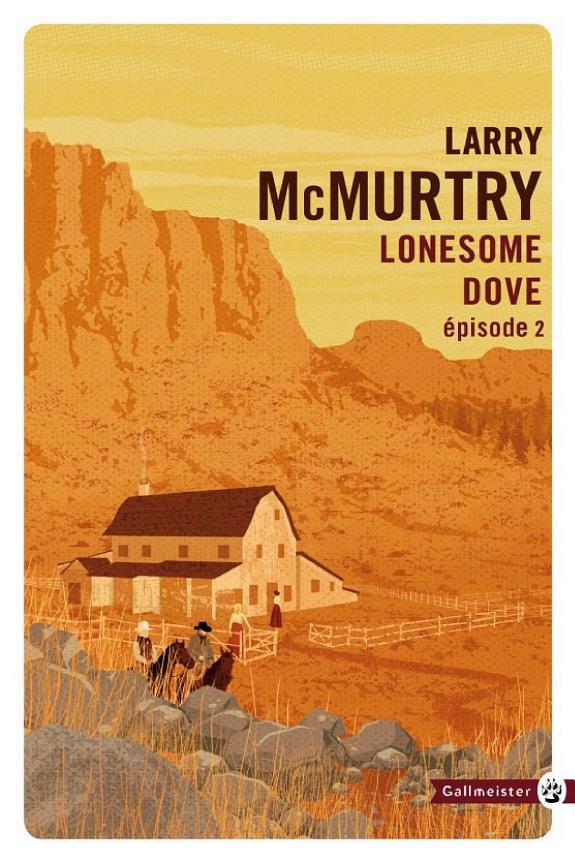 LARRY
McMURTRY
LONESOME
DOVE
épisode 2
Gallmeister